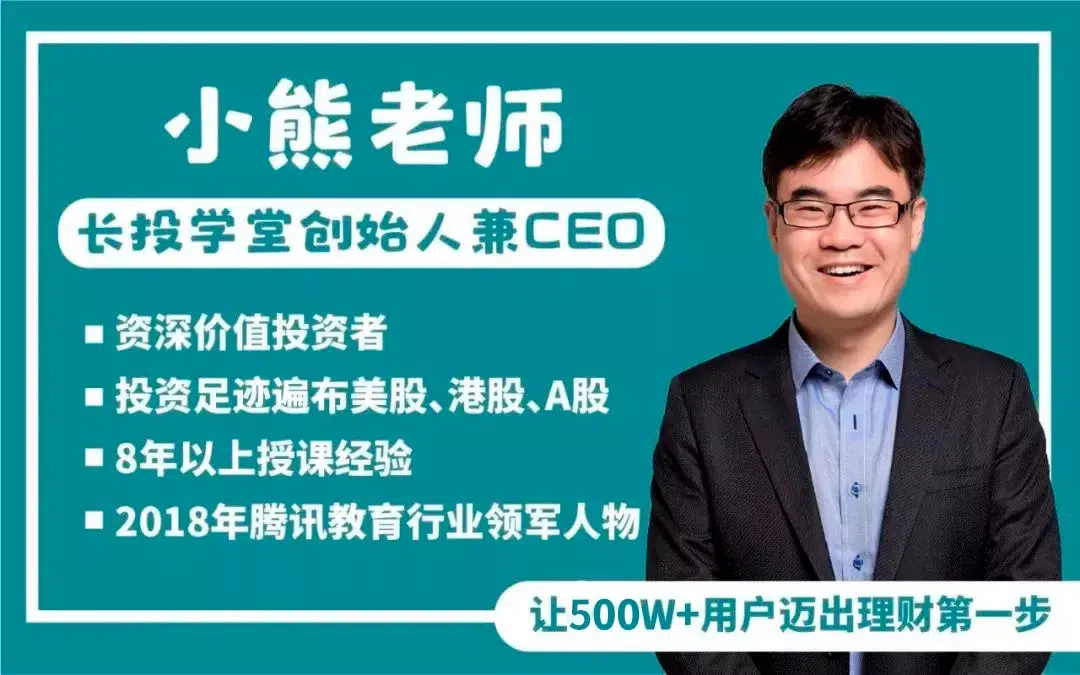 小熊老师
长投学堂创始人兼CEO
▪ 资深价值投资者
▪ 投资足迹遍布美股、港股、A股
▪ 8年以上授课经验
▪ 2018年腾讯教育行业领军人物
让500W+用户迈出理财第一步